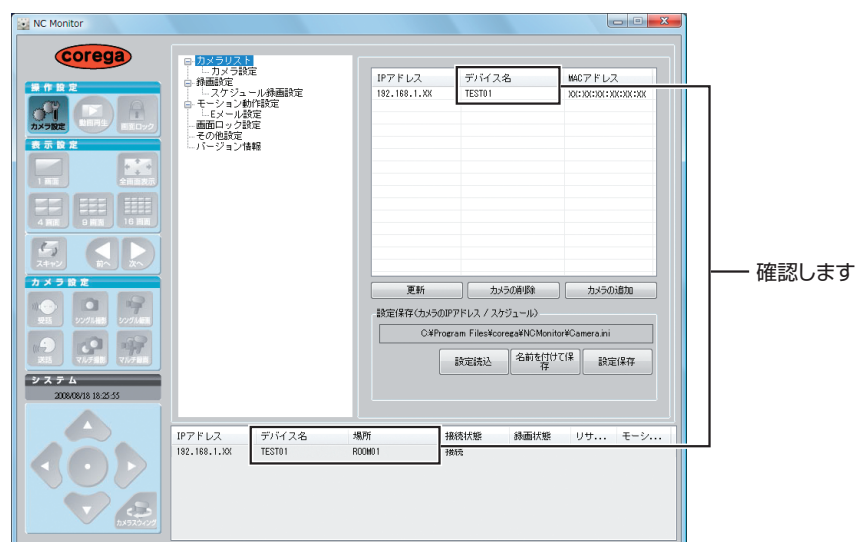 NC Monitor
corega
操作設定
カメラ設定
動画再生
画面ロック
表示設定
1 画面
全画面表示
4 画面
9 画面
16 画面
スキャン
前へ
次へ
カメラ設定
受話
シングル撮影
シングル録画
送話
マルチ撮影
マルチ録画
システム
2008/08/18 18:25:55
カメラスウィング
カメラリスト
カメラ設定
録画設定
スケジュール録画設定
モーション動作設定
Eメール設定
画面ロック設定
その他設定
バージョン情報
IPアドレス デバイス名 MACアドレス
192.168.1.XX TEST01 XX:XX:XX:XX:XX:XX
更新 カメラの削除 カメラの追加
設定保存(カメラのIPアドレス / スケジュール)
C:¥Program Files¥corega¥NCMonitor¥Camera.ini
設定読込 名前を付けて保存 設定保存
IPアドレス デバイス名 場所 接続状態 録画状態 リサ... モーシ...
192.168.1.XX TEST01 ROOM01 接続
確認します